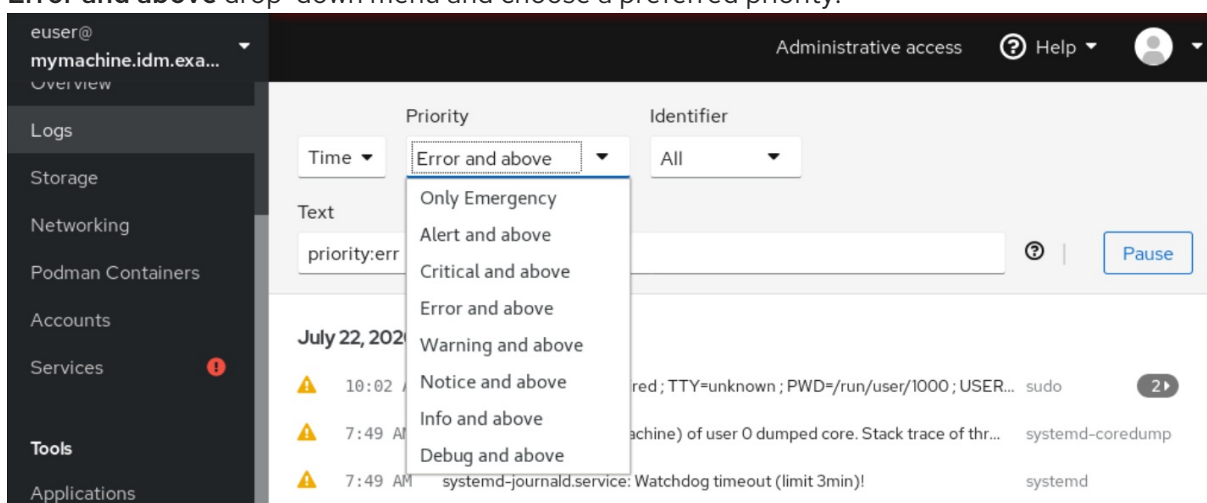 Error and above drop-down menu and choose a preferred priority.
euser@
mymachine.idm.exa...
Administrative access
Help
Overview
Logs
Storage
Networking
Podman Containers
Accounts
Services
Tools
Applications
Priority
Identifier
Time
Error and above
All
Only Emergency
Alert and above
Critical and above
Error and above
Warning and above
Notice and above
Info and above
Debug and above
Text
priority:err
Pause
July 22, 202
10:02 red ; TTY=unknown ; PWD=/run/user/1000 ; USER... sudo 2
7:49 AM achine) of user 0 dumped core. Stack trace of thr... systemd-coredump
7:49 AM systemd-journald.service: Watchdog timeout (limit 3min)! systemd